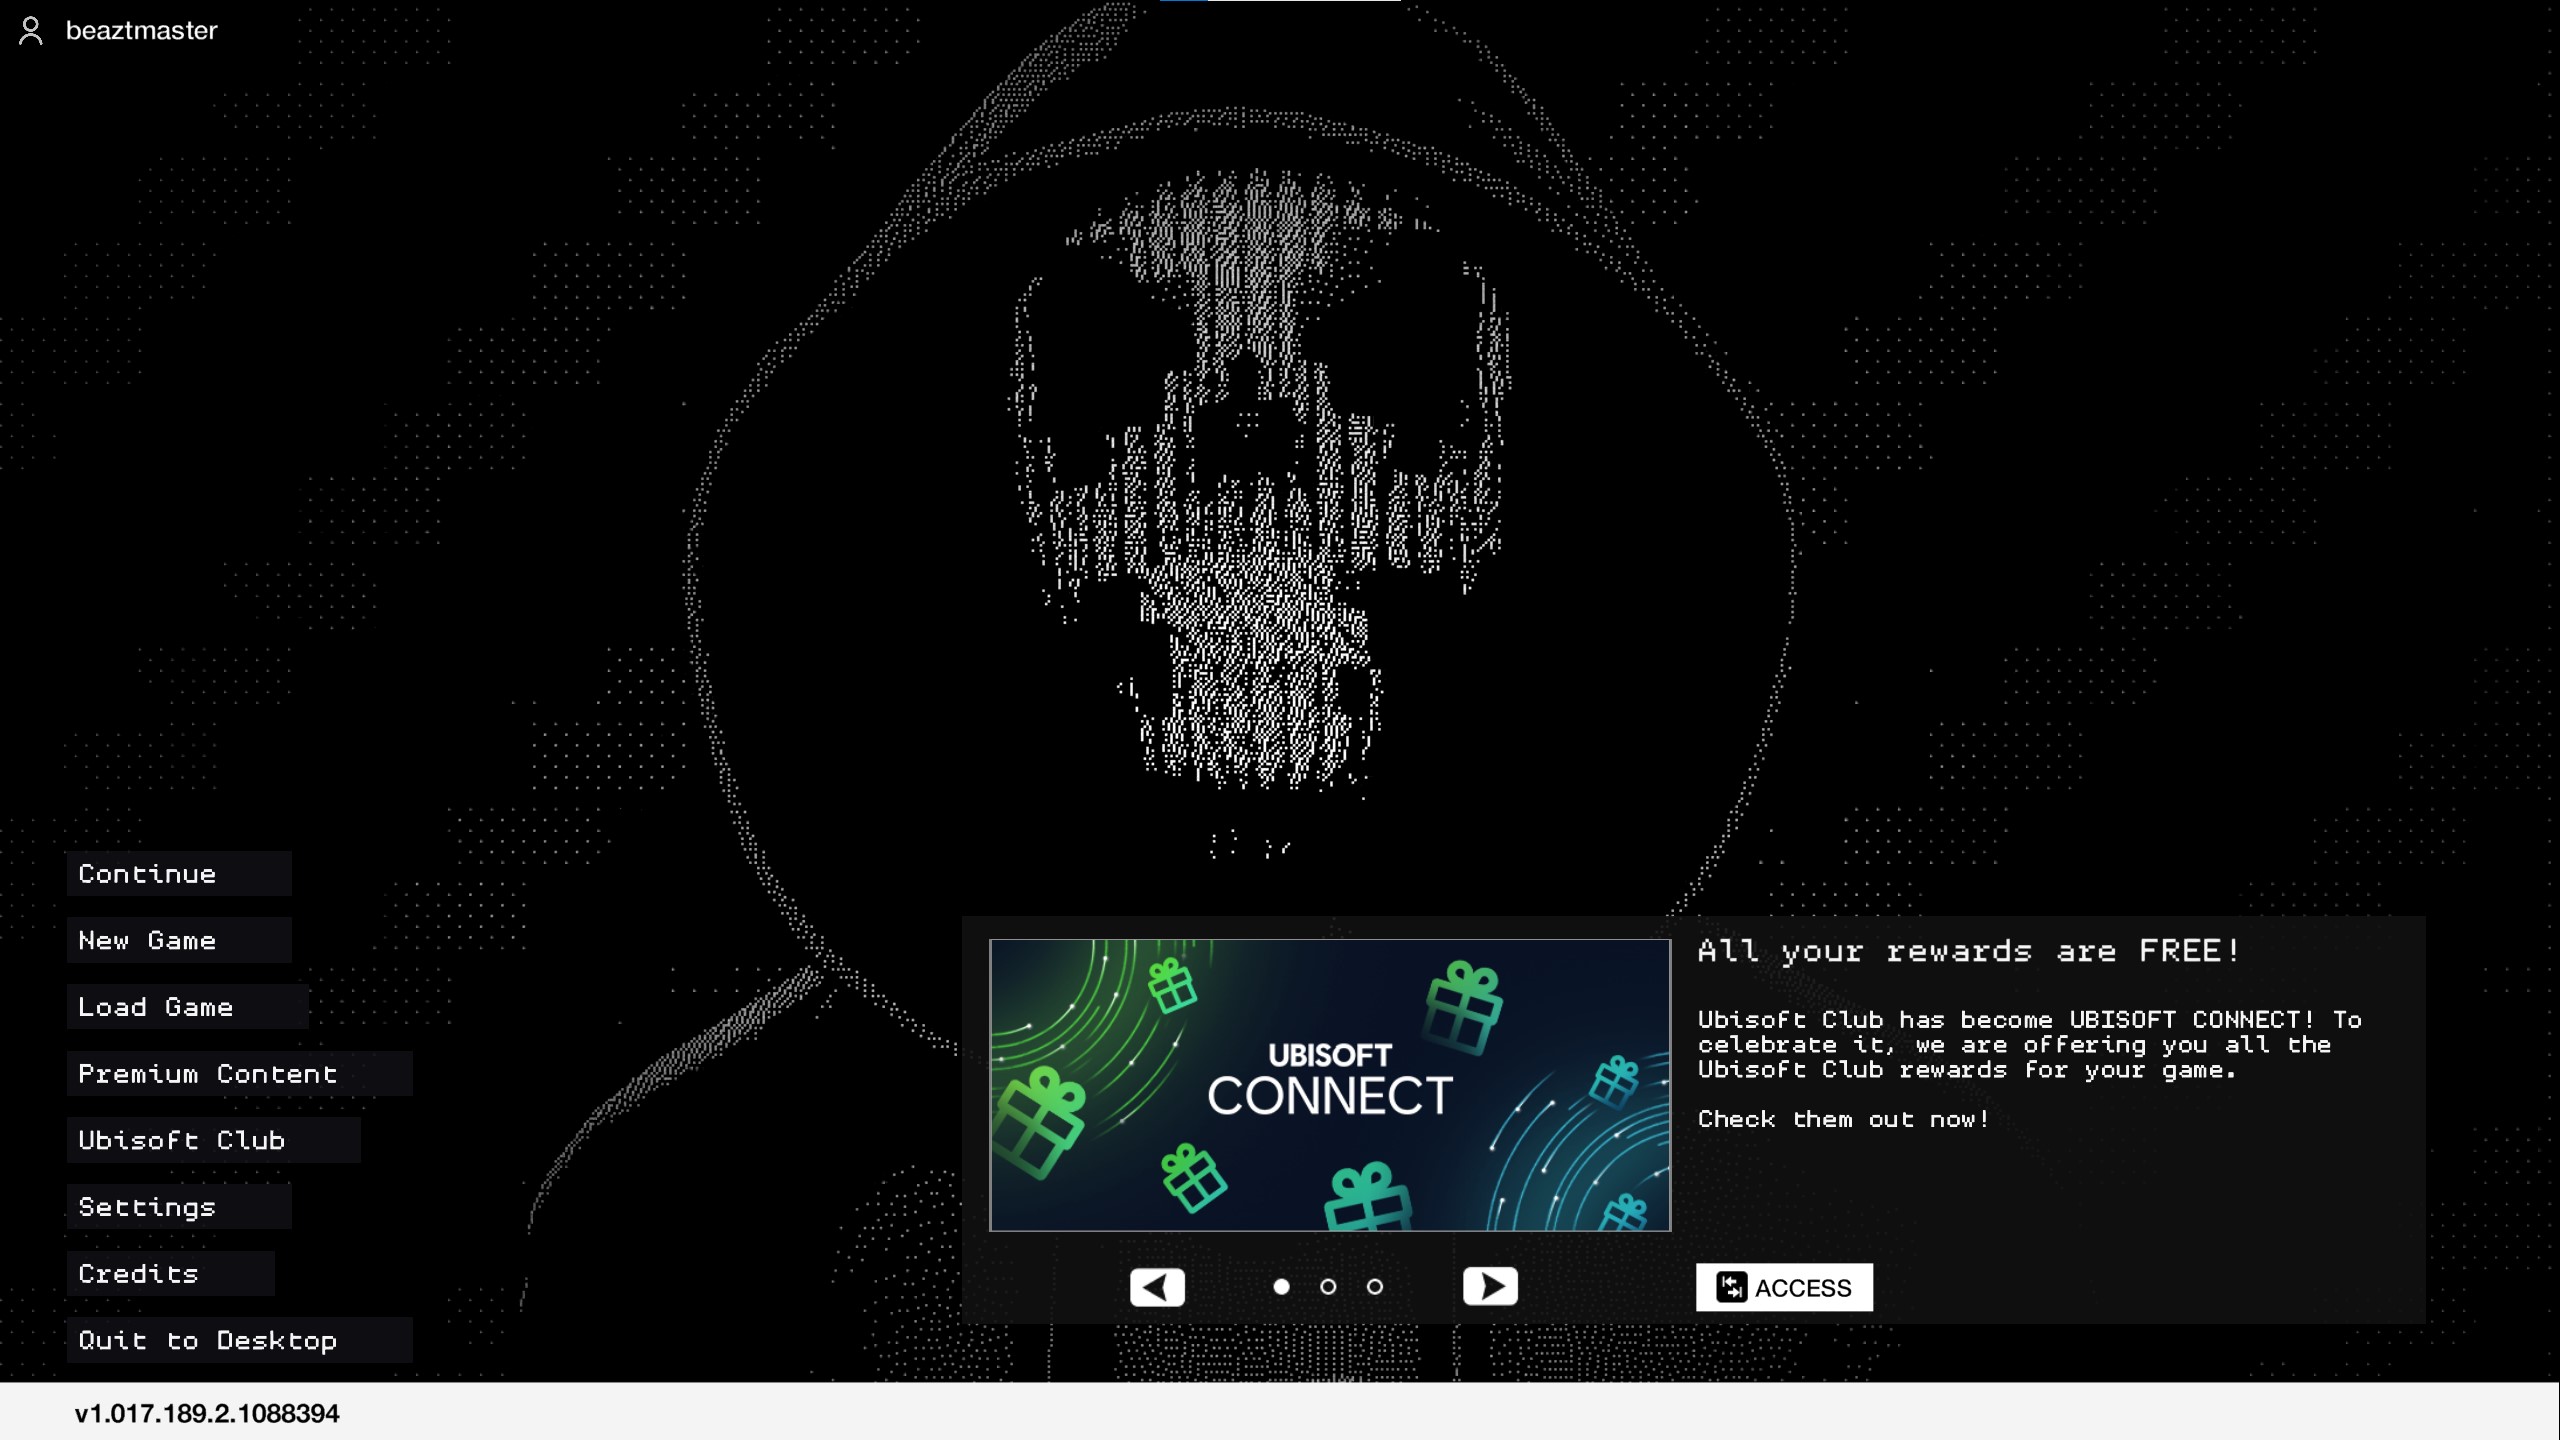 beaztmaster
Continue
New Game
Load Game
Premium Content
Ubisoft Club
Settings
Credits
Quit to Desktop
UBISOFT
CONNECT
All your rewards are FREE!
Ubisoft Club has become UBISOFT CONNECT! To
celebrate it, we are offering you all the
Ubisoft Club rewards for your game.
Check them out now!
ACCESS
v1.017.189.2.1088394